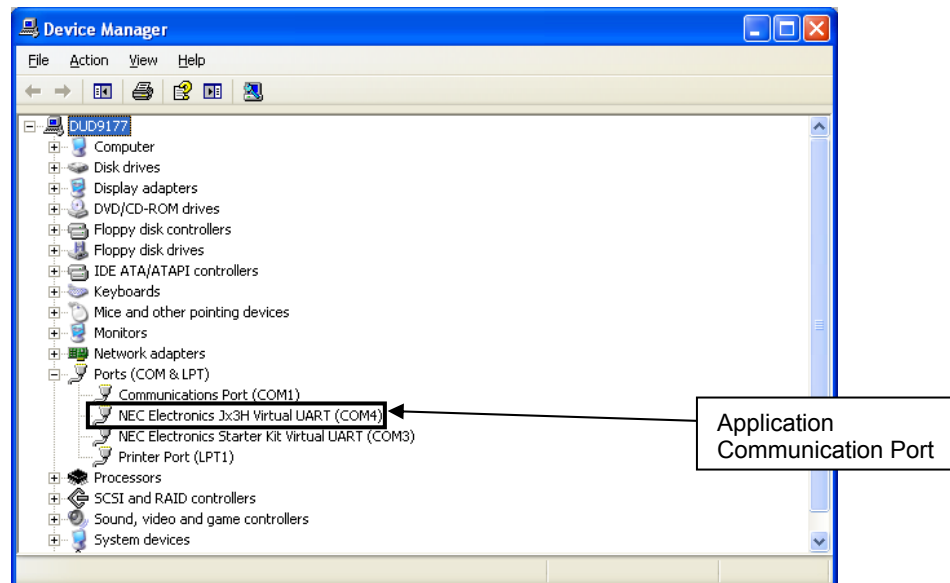 Device Manager
File Action View Help
DUD9177
Computer
Disk drives
Display adapters
DVD/CD-ROM drives
Floppy disk controllers
Floppy disk drives
IDE ATA/ATAPI controllers
Keyboards
Mice and other pointing devices
Monitors
Network adapters
Ports (COM & LPT)
Communications Port (COM1)
NEC Electronics Jx3H Virtual UART (COM4)
NEC Electronics Starter Kit Virtual UART (COM3)
Printer Port (LPT1)
Processors
SCSI and RAID controllers
Sound, video and game controllers
System devices
Application
Communication Port